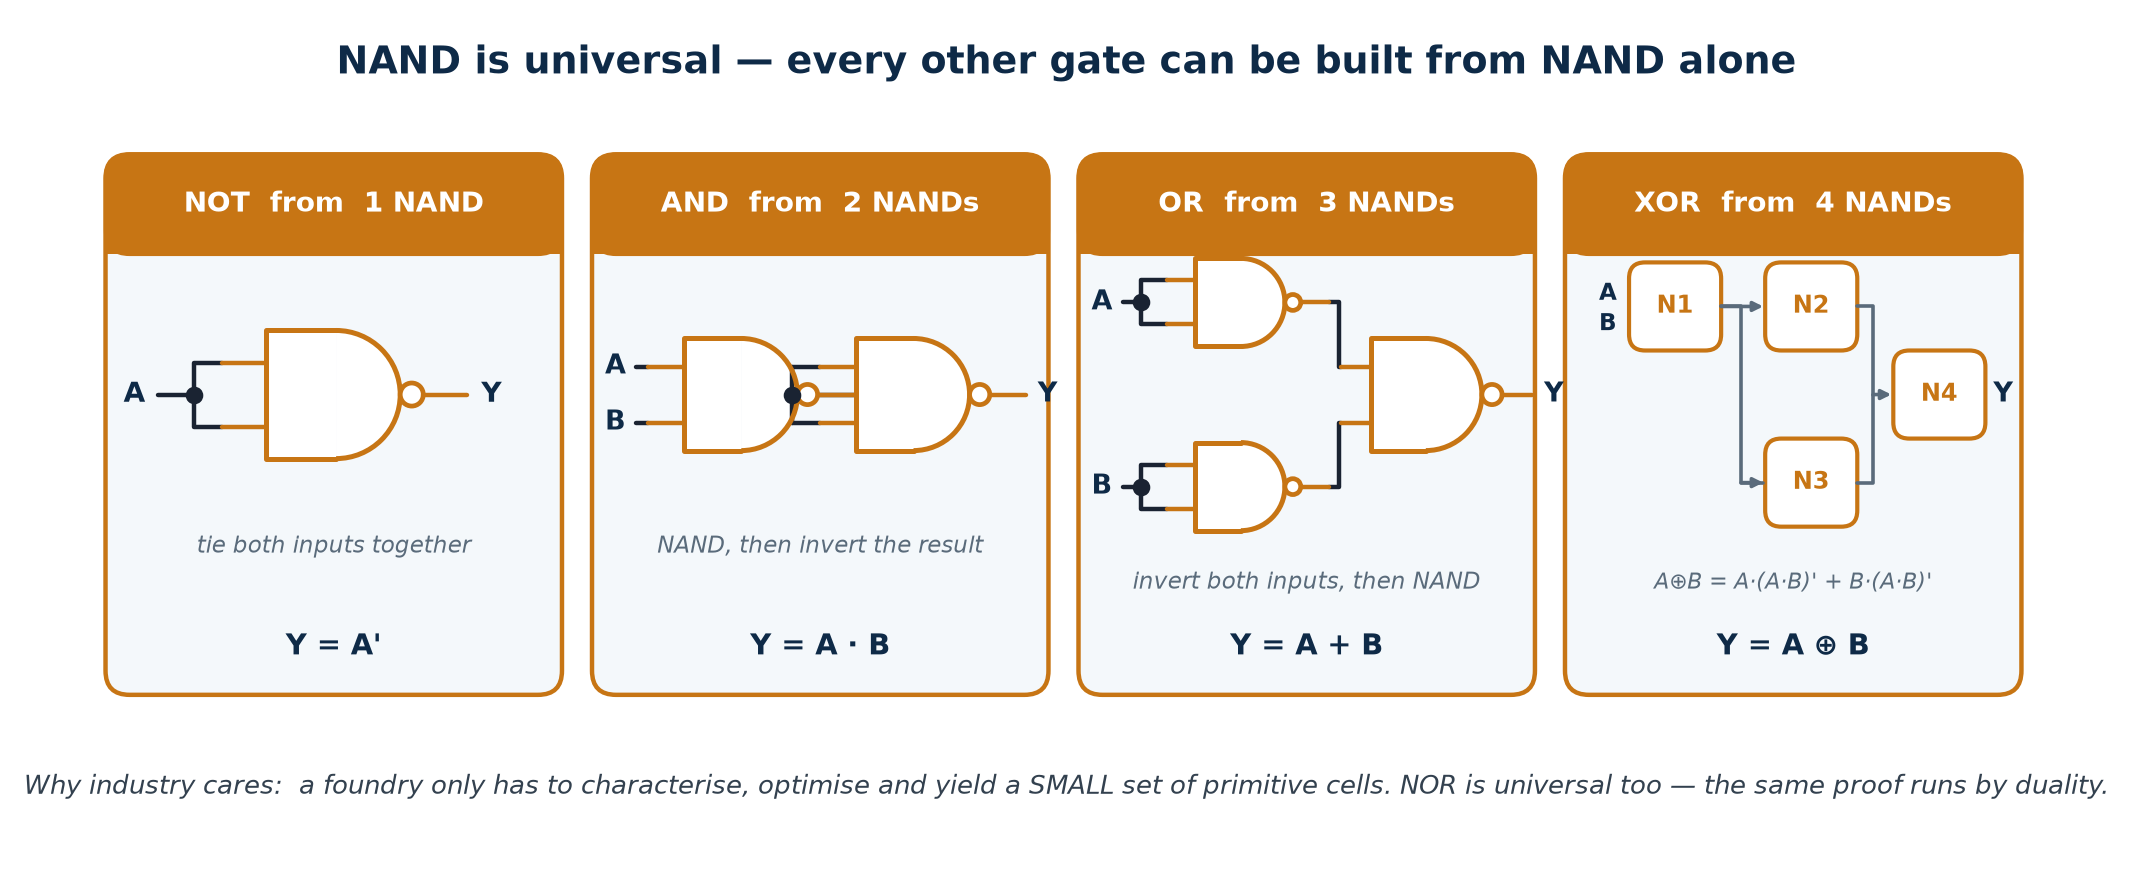 NAND is universal — every other gate can be built from NAND alone
NOT from 1 NAND
A
Y
tie both inputs together
Y = A'
AND from 2 NANDs
A
B
Y
NAND, then invert the result
Y = A · B
OR from 3 NANDs
A
B
Y
invert both inputs, then NAND
Y = A + B
XOR from 4 NANDs
A
B
N1
N2
N3
N4
Y
A⊕B = A·(A·B)' + B·(A·B)'
Y = A ⊕ B
Why industry cares: a foundry only has to characterise, optimise and yield a SMALL set of primitive cells. NOR is universal too — the same proof runs by duality.